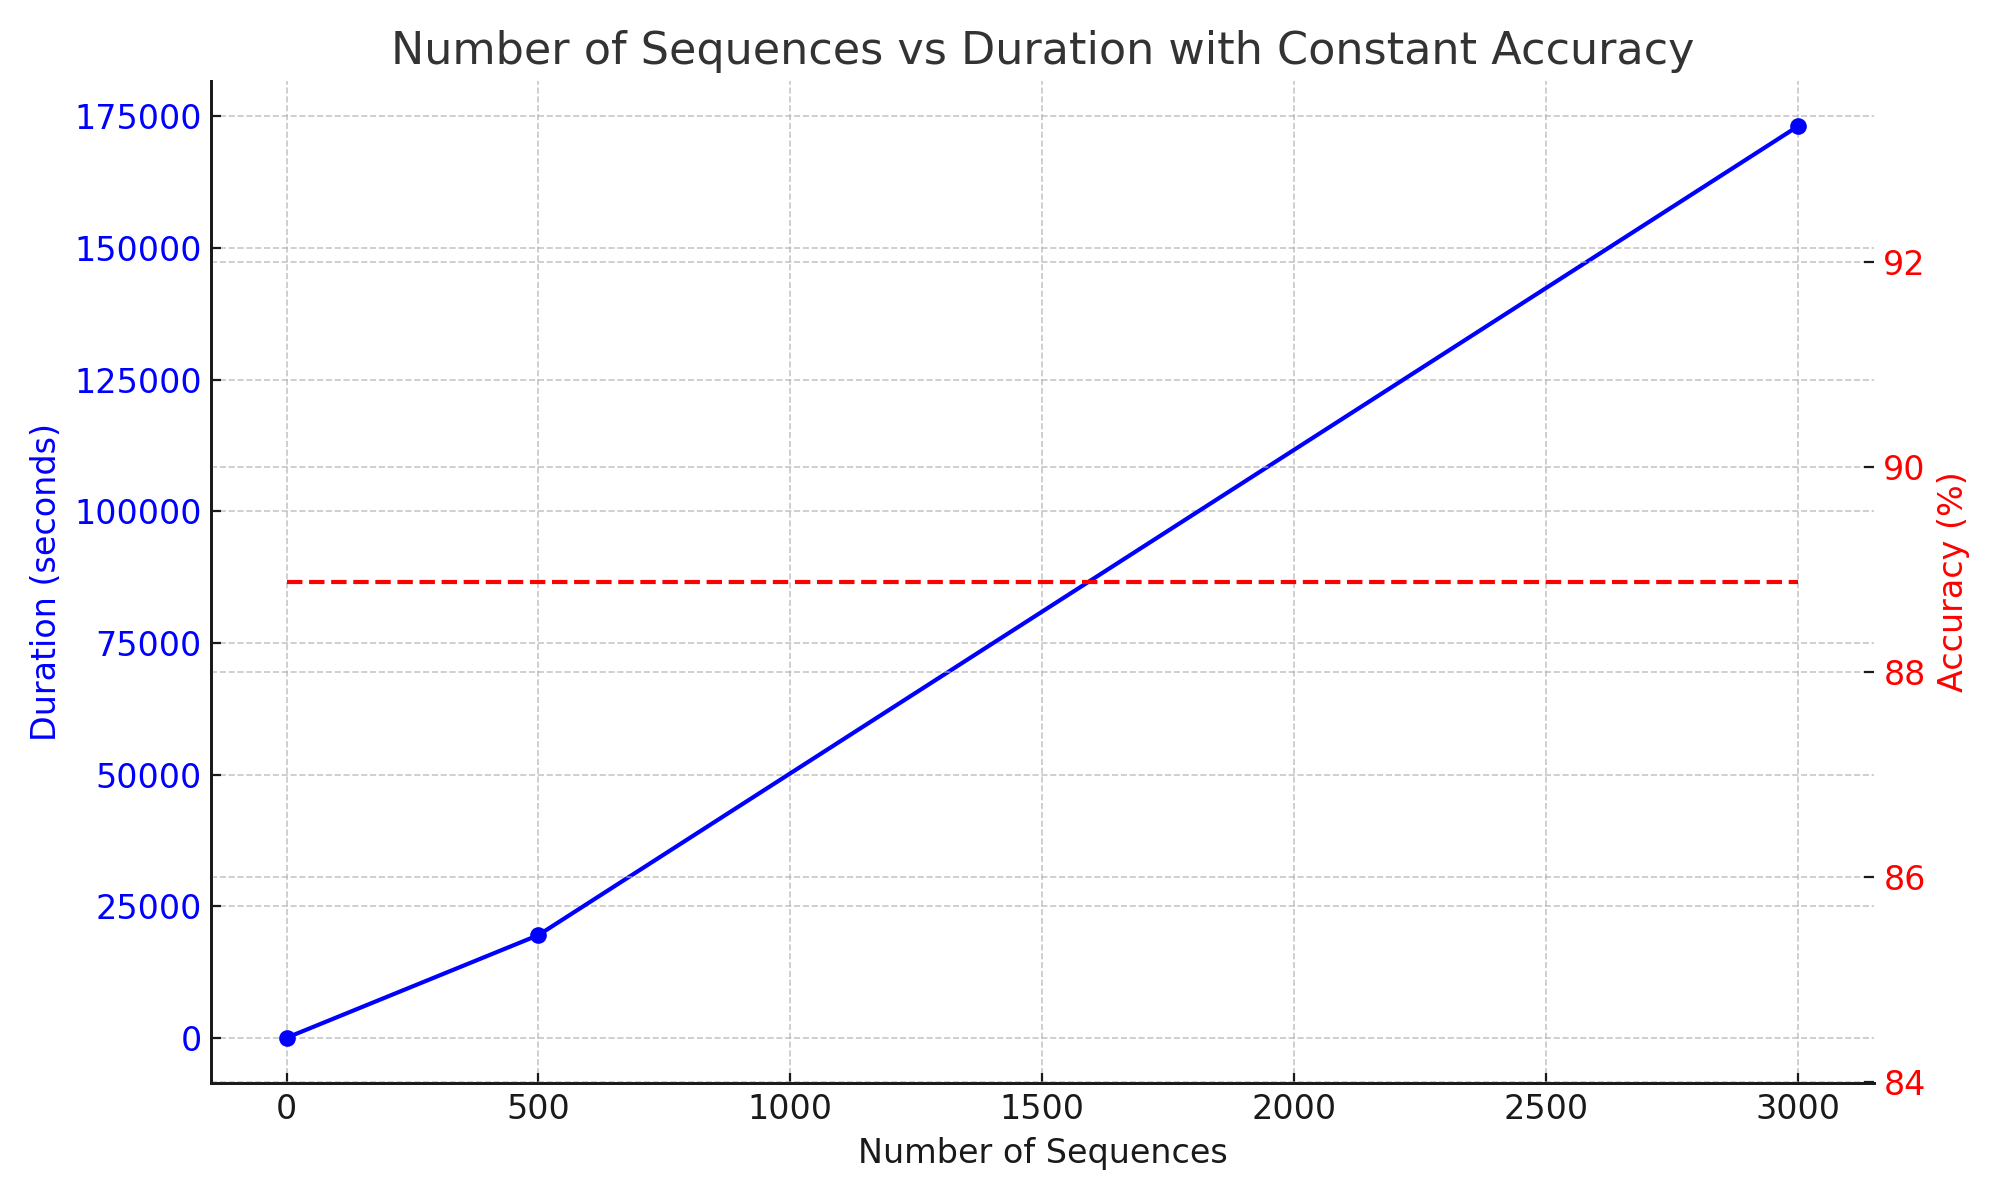 Number of Sequences vs Duration with Constant Accuracy
175000
150000
125000
100000
75000
50000
25000
0
Duration (seconds)
92
90
88
86
84
Accuracy (%)
0 500 1000 1500 2000 2500 3000
Number of Sequences